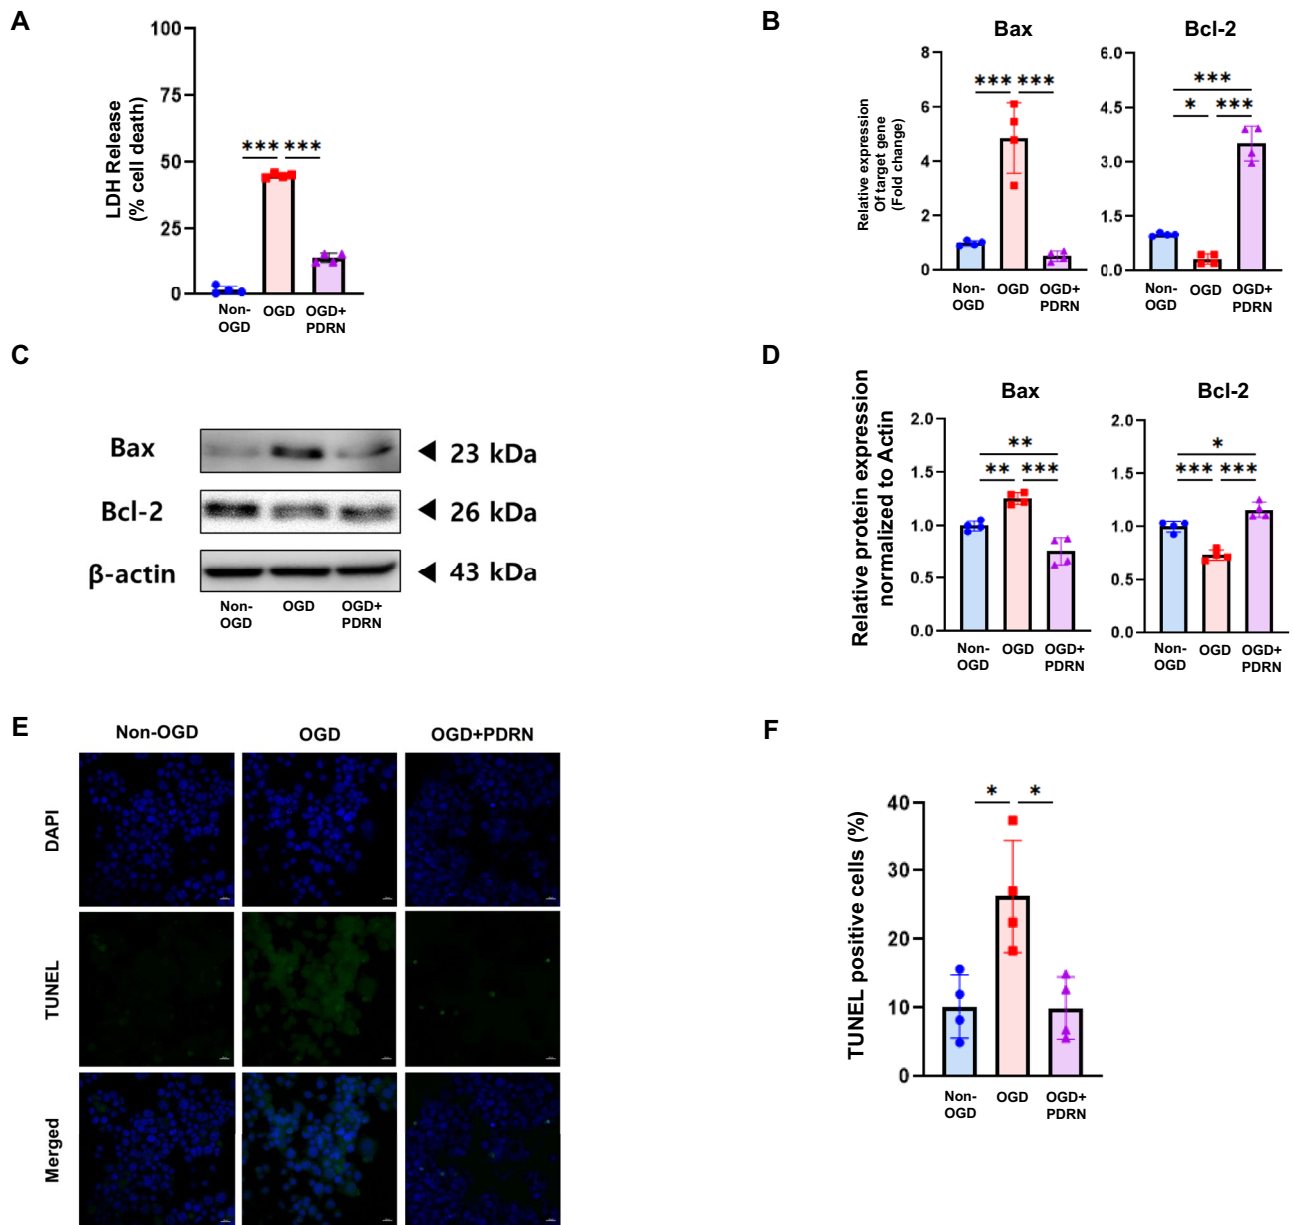 A
100
75
50
25
0
LDH Release
(% cell death)
*** ***
Non-
OGD
OGD
OGD+
PDRN
B
Bax
Bcl-2
Relative expression
Of target gene
(Fold change)
8
6
4
2
0
*** ***
Non-
OGD
OGD
OGD+
PDRN
6.0
4.5
3.0
1.5
0.0
***
* ***
Non-
OGD
OGD
OGD+
PDRN
C
Bax
23 kDa
Bcl-2
26 kDa
β-actin
43 kDa
Non-
OGD
OGD
OGD+
PDRN
D
Bax
Bcl-2
Relative protein expression
normalized to Actin
2.0
1.5
1.0
0.5
0.0
**
** ***
Non-
OGD
OGD
OGD+
PDRN
2.0
1.5
1.0
0.5
0.0
*
*** ***
Non-
OGD
OGD
OGD+
PDRN
E
Non-OGD
OGD
OGD+PDRN
DAPI
TUNEL
Merged
F
TUNEL positive cells (%)
40
30
20
10
0
* *
Non-
OGD
OGD
OGD+
PDRN